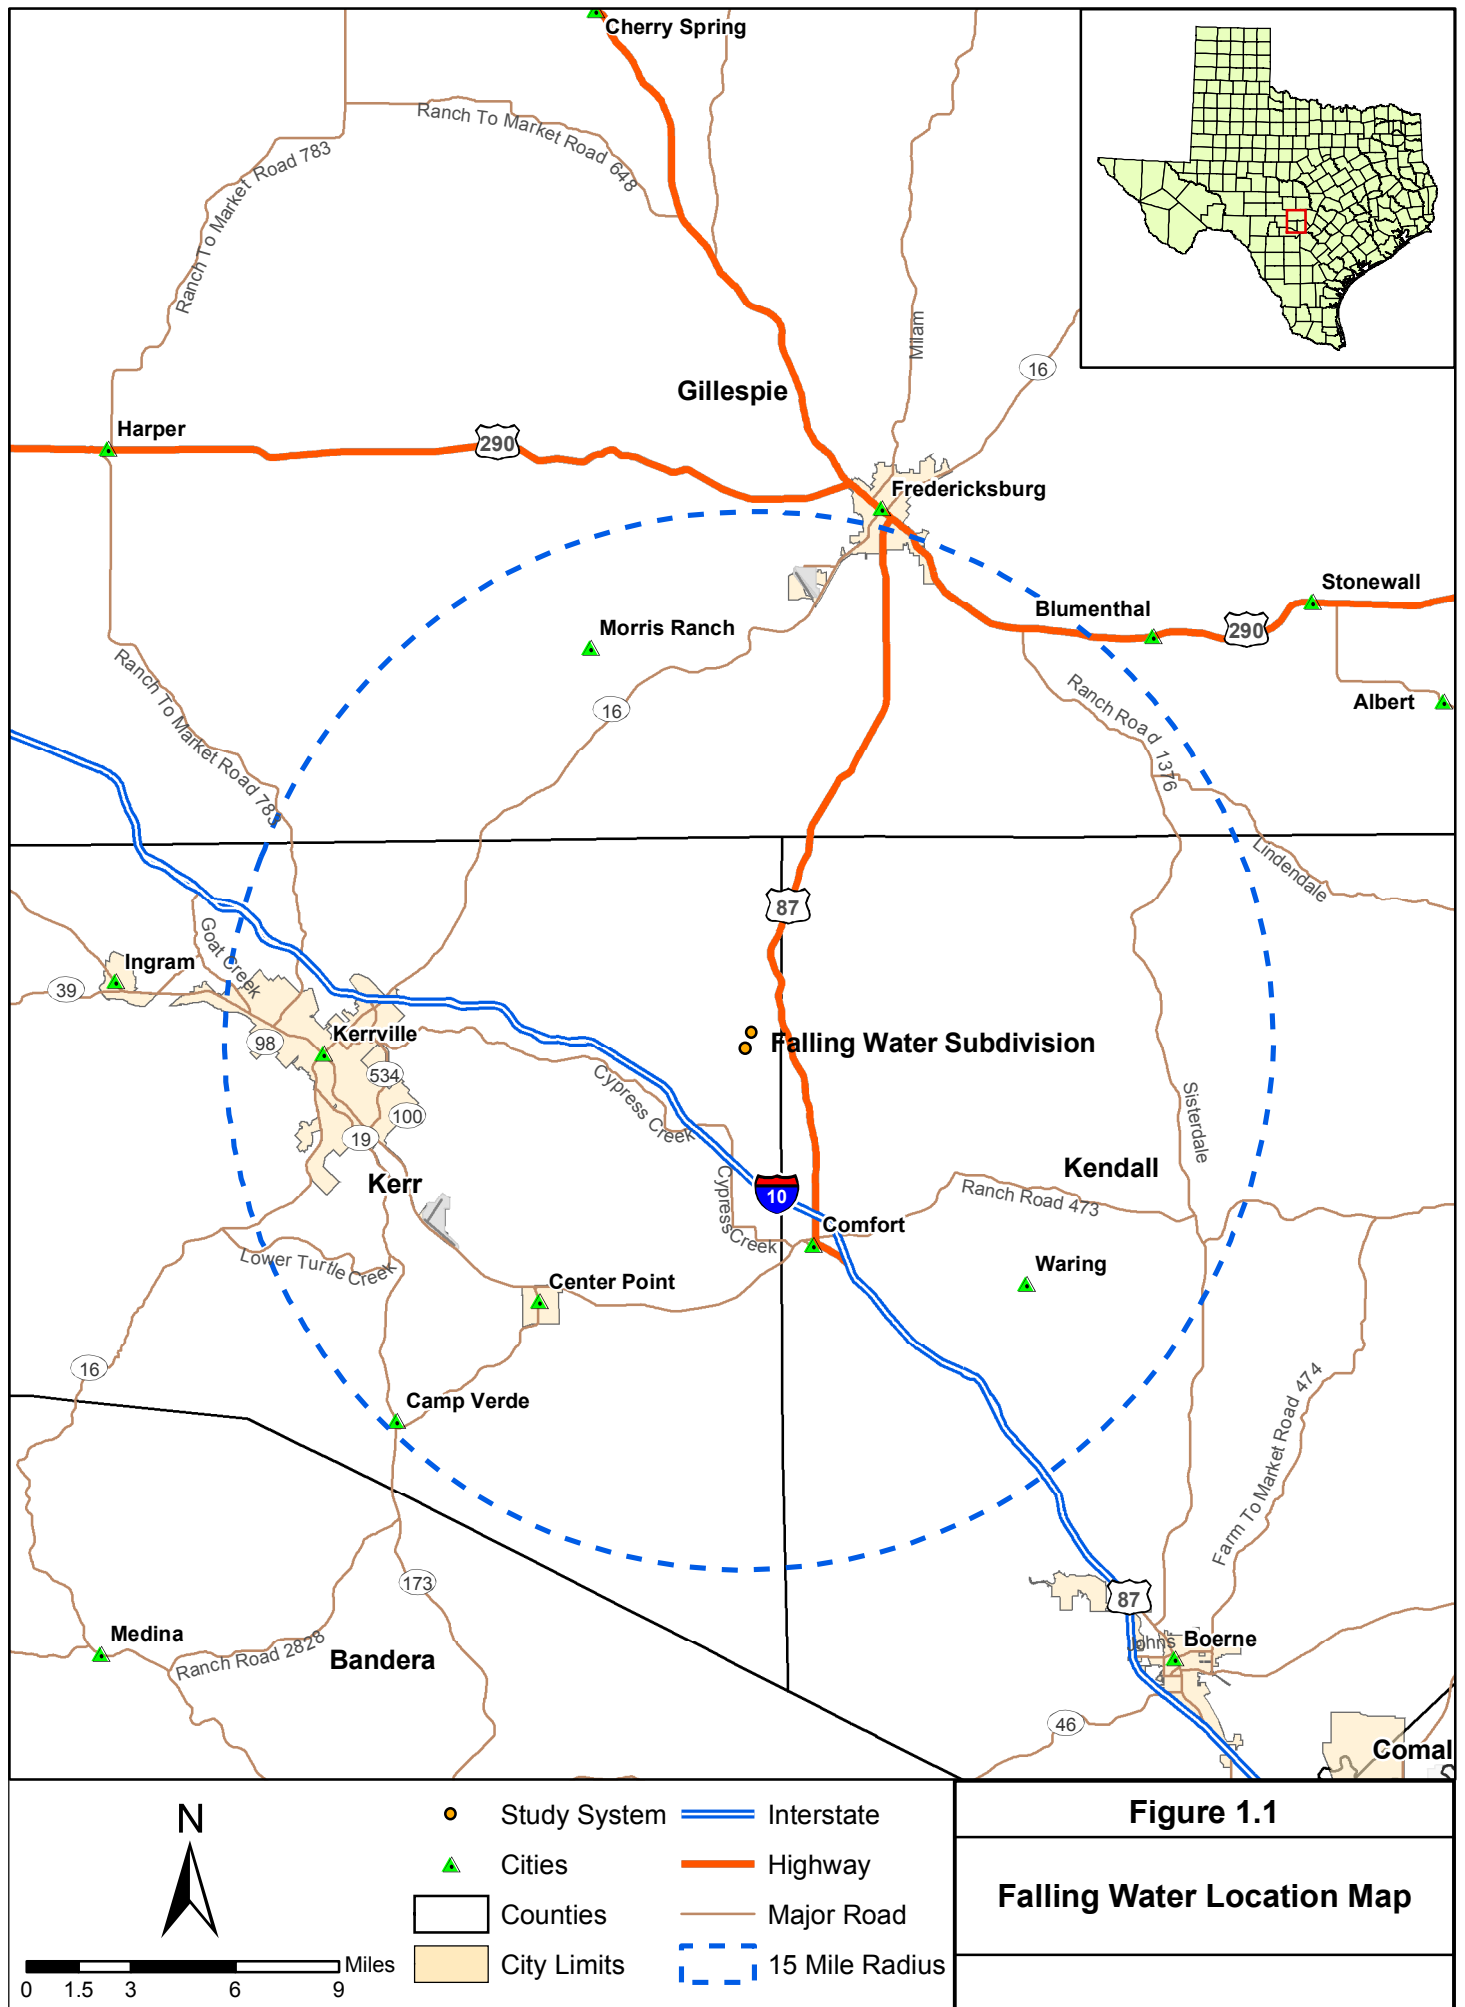 Cherry Spring
Ranch To Market Road 648
Ranch To Market Road 783
Milam
16
Gillespie
Harper
290
Fredericksburg
Stonewall
Blumenthal
290
Morris Ranch
Ranch To Market Road 783
16
Ranch Road 1376
Albert
Lindendale
87
Goat Creek
Ingram
39
Kerrville
98
Falling Water Subdivision
534
Cypress Creek
100
19
Sisterdale
Kerr
Kendall
10
Cypress Creek
Ranch Road 473
Comfort
Lower Turtle Creek
Center Point
Waring
16
Camp Verde
Farm To Market Road 474
173
87
Medina
Ranch Road 2828
Bandera
Johns
Boerne
46
Comal
N
Miles
0 1.5 3 6 9
Study System
Cities
Counties
City Limits
Interstate
Highway
Major Road
15 Mile Radius
Figure 1.1
Falling Water Location Map